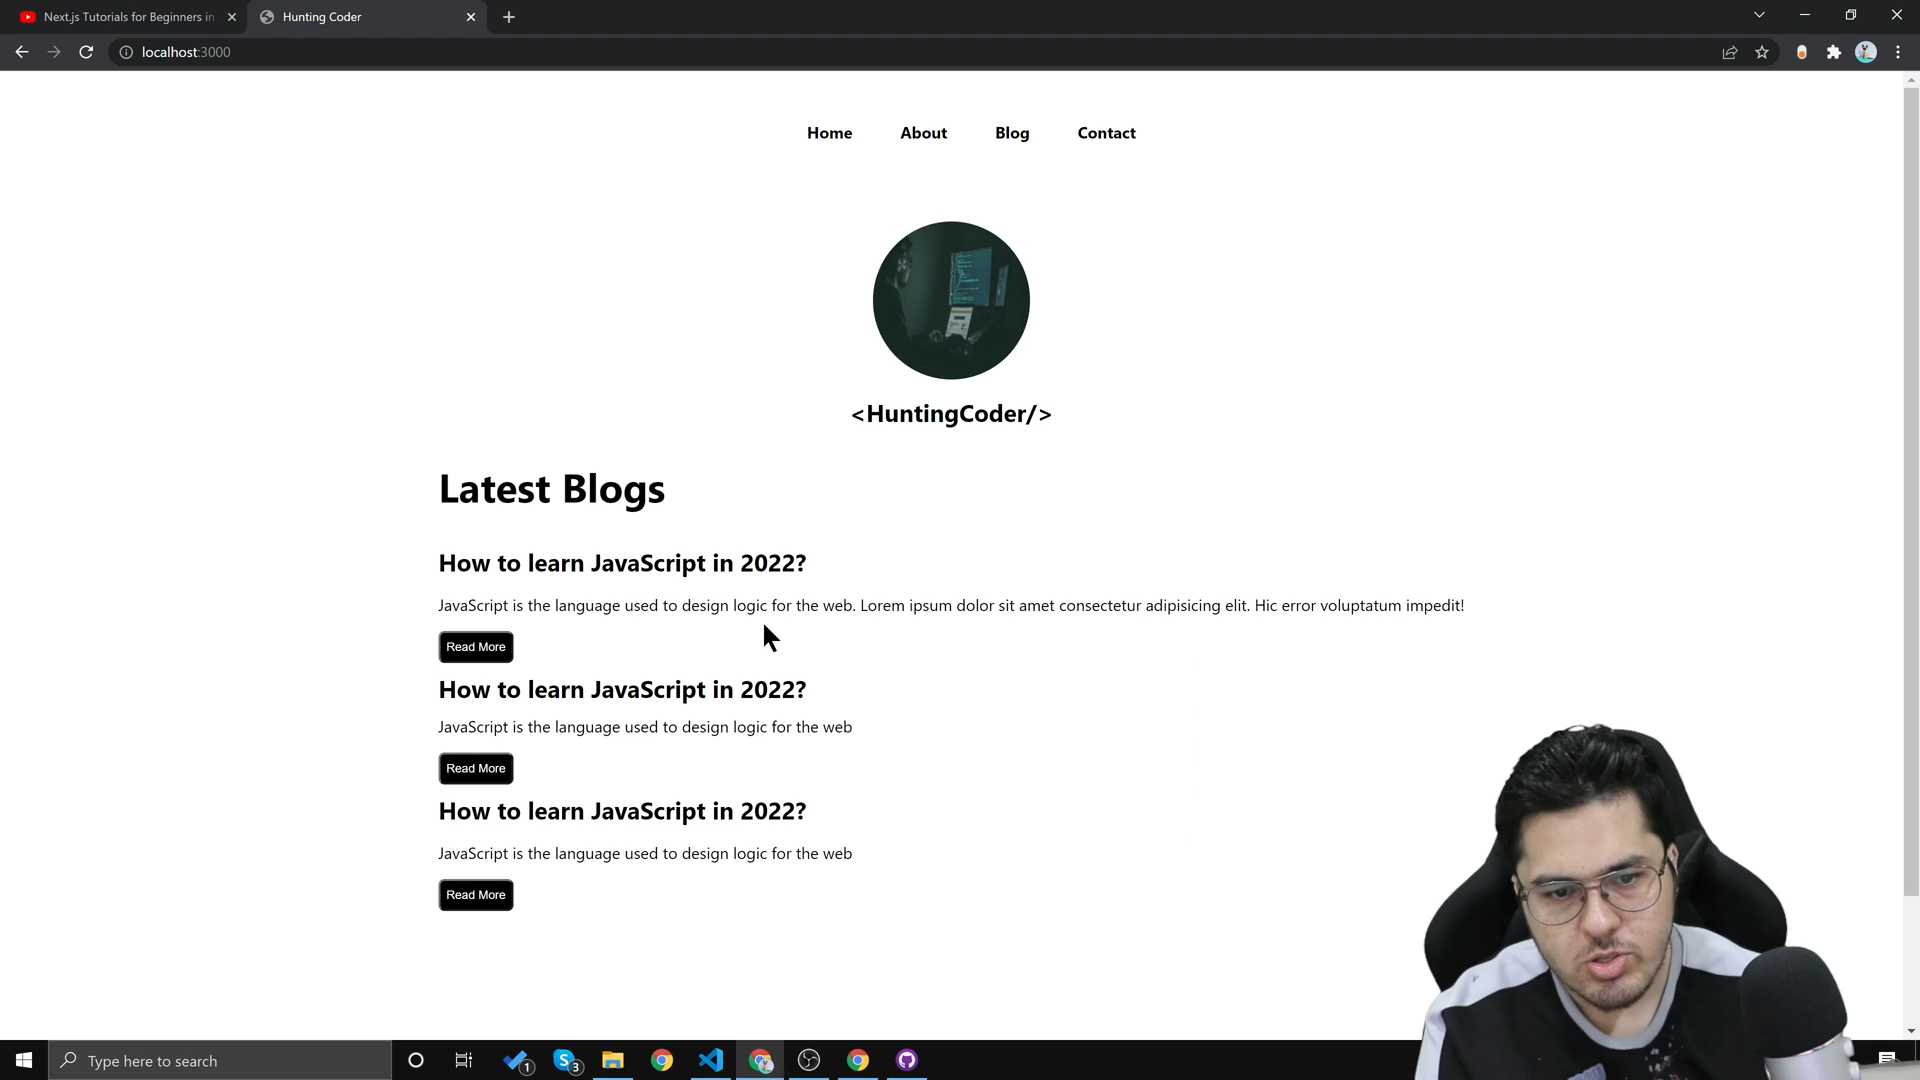 Next.js Tutorials for Beginners in
Hunting Coder
localhost:3000
Home
About
Blog
Contact
<HuntingCoder/>
Latest Blogs
How to learn JavaScript in 2022?
JavaScript is the language used to design logic for the web. Lorem ipsum dolor sit amet consectetur adipisicing elit. Hic error voluptatum impedit!
Read More
How to learn JavaScript in 2022?
JavaScript is the language used to design logic for the web
Read More
How to learn JavaScript in 2022?
JavaScript is the language used to design logic for the web
Read More
Type here to search
1
3